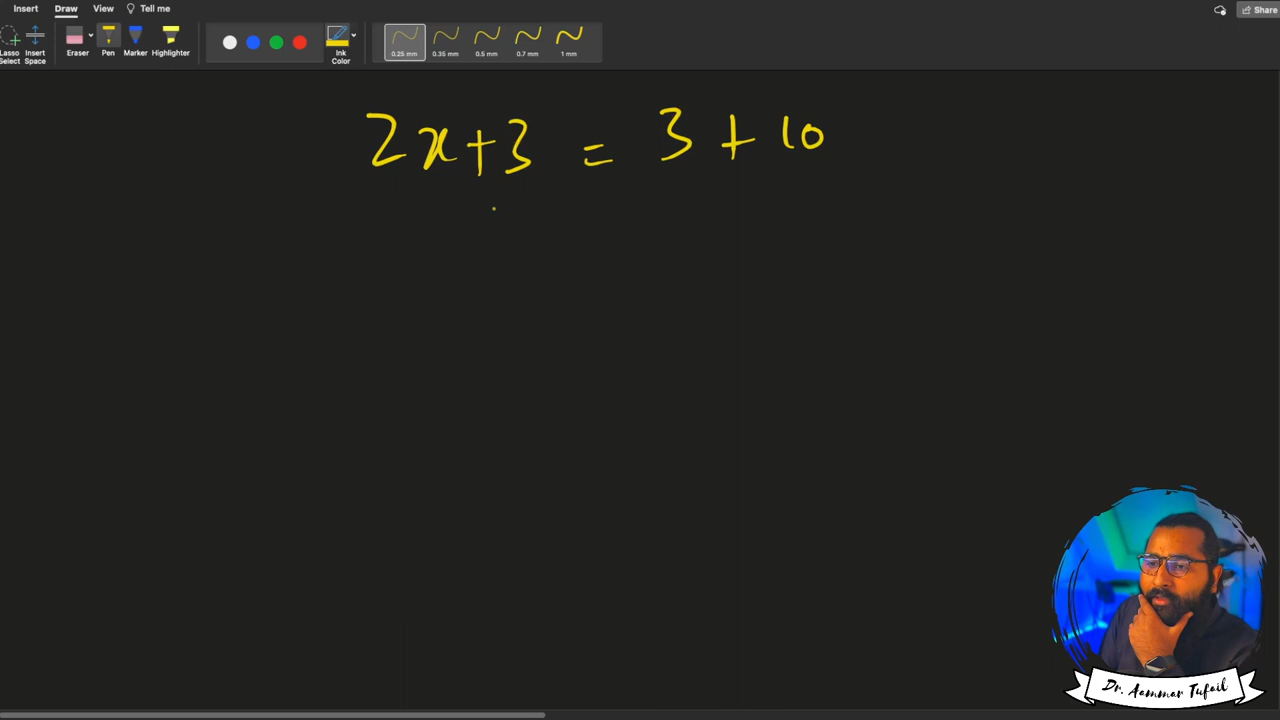 Insert Draw View Tell me
Share
Lasso Select
Insert Space
Eraser
Pen
Marker
Highlighter
Ink Color
0.25 mm
0.35 mm
0.5 mm
0.7 mm
1 mm
2x+3 = 3 + 10
Dr. Aammar Tufail